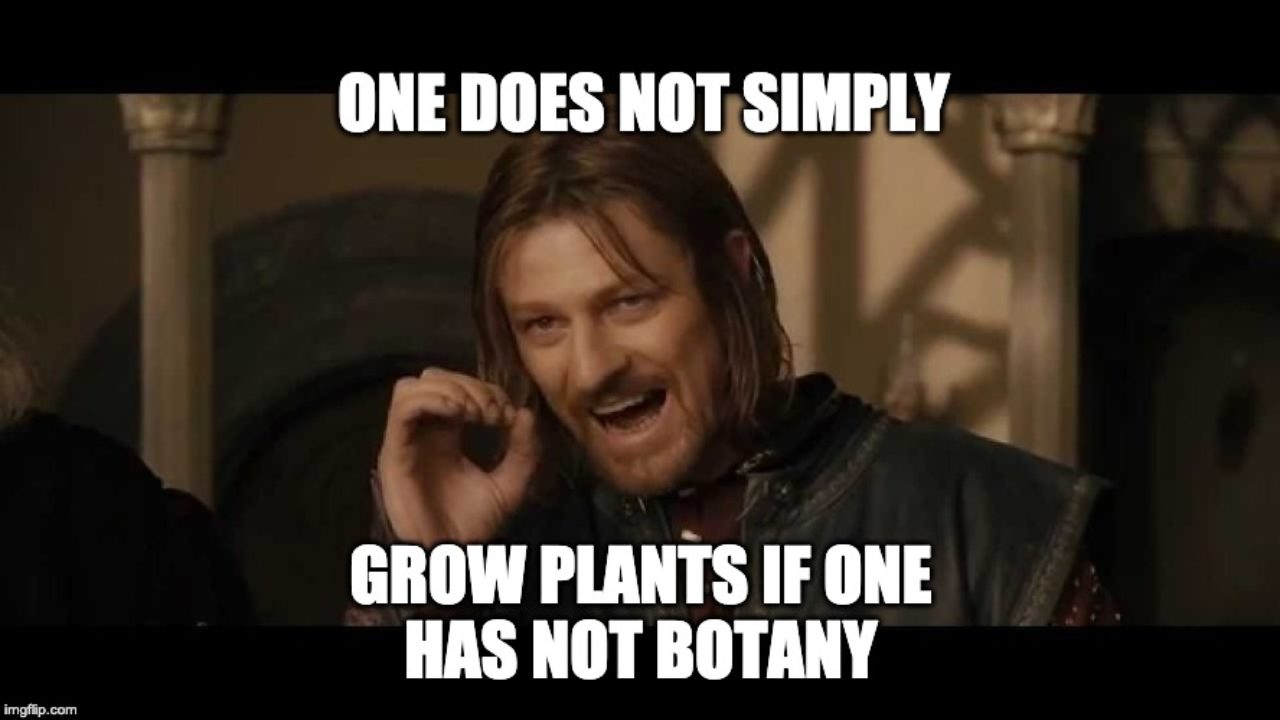 ONE DOES NOT SIMPLY
GROW PLANTS IF ONE
HAS NOT BOTANY
imgflip.com